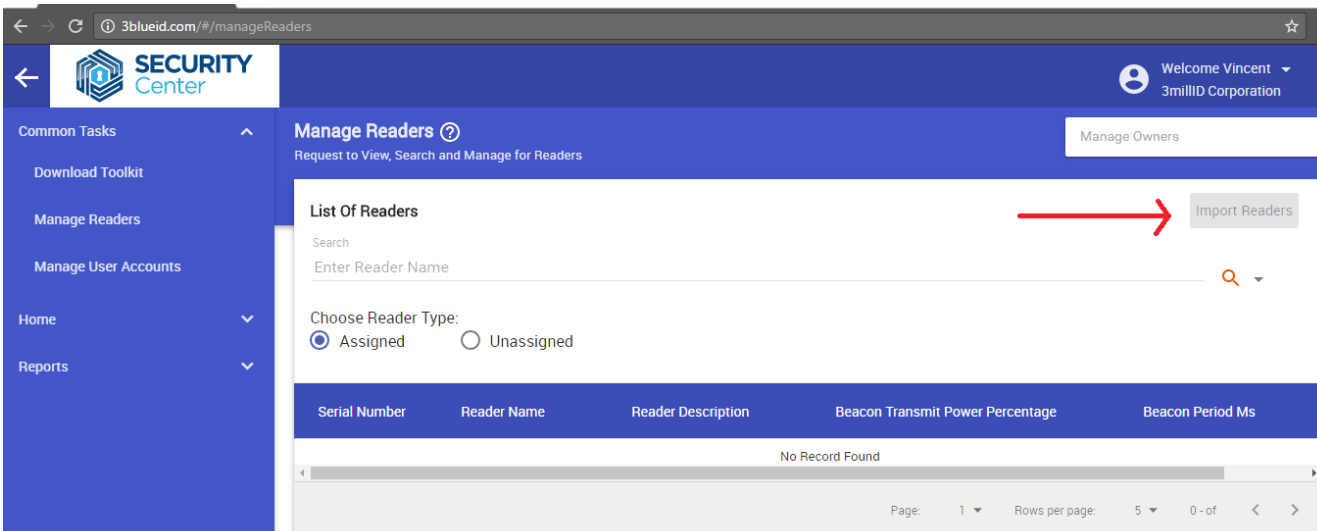 3blueid.com/#/manageReaders
SECURITY
Center
Welcome Vincent
3millID Corporation
Common Tasks
Download Toolkit
Manage Readers
Manage User Accounts
Home
Reports
Manage Readers ?
Request to View, Search and Manage for Readers
Manage Owners
List Of Readers
Import Readers
Search
Enter Reader Name
Choose Reader Type:
Assigned Unassigned
Serial Number Reader Name Reader Description Beacon Transmit Power Percentage Beacon Period Ms
No Record Found
Page: 1 Rows per page: 5 0 - of